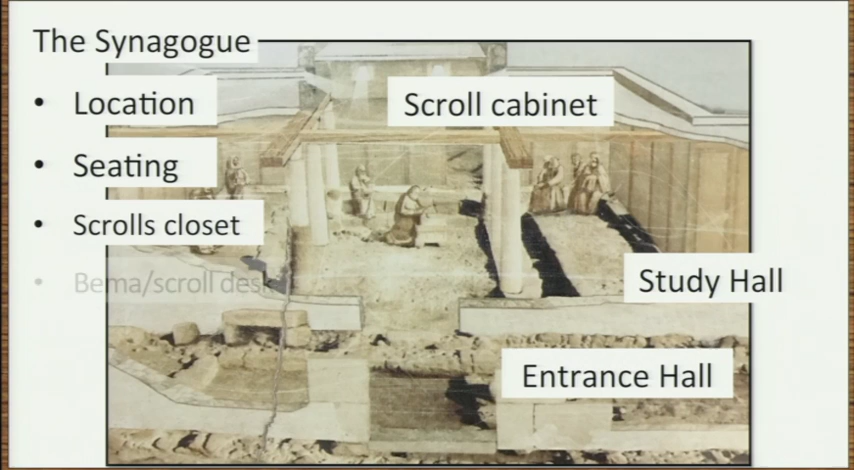 The Synagogue
• Location
• Seating
• Scrolls closet
• Bema/scroll desk
Scroll cabinet
Study Hall
Entrance Hall